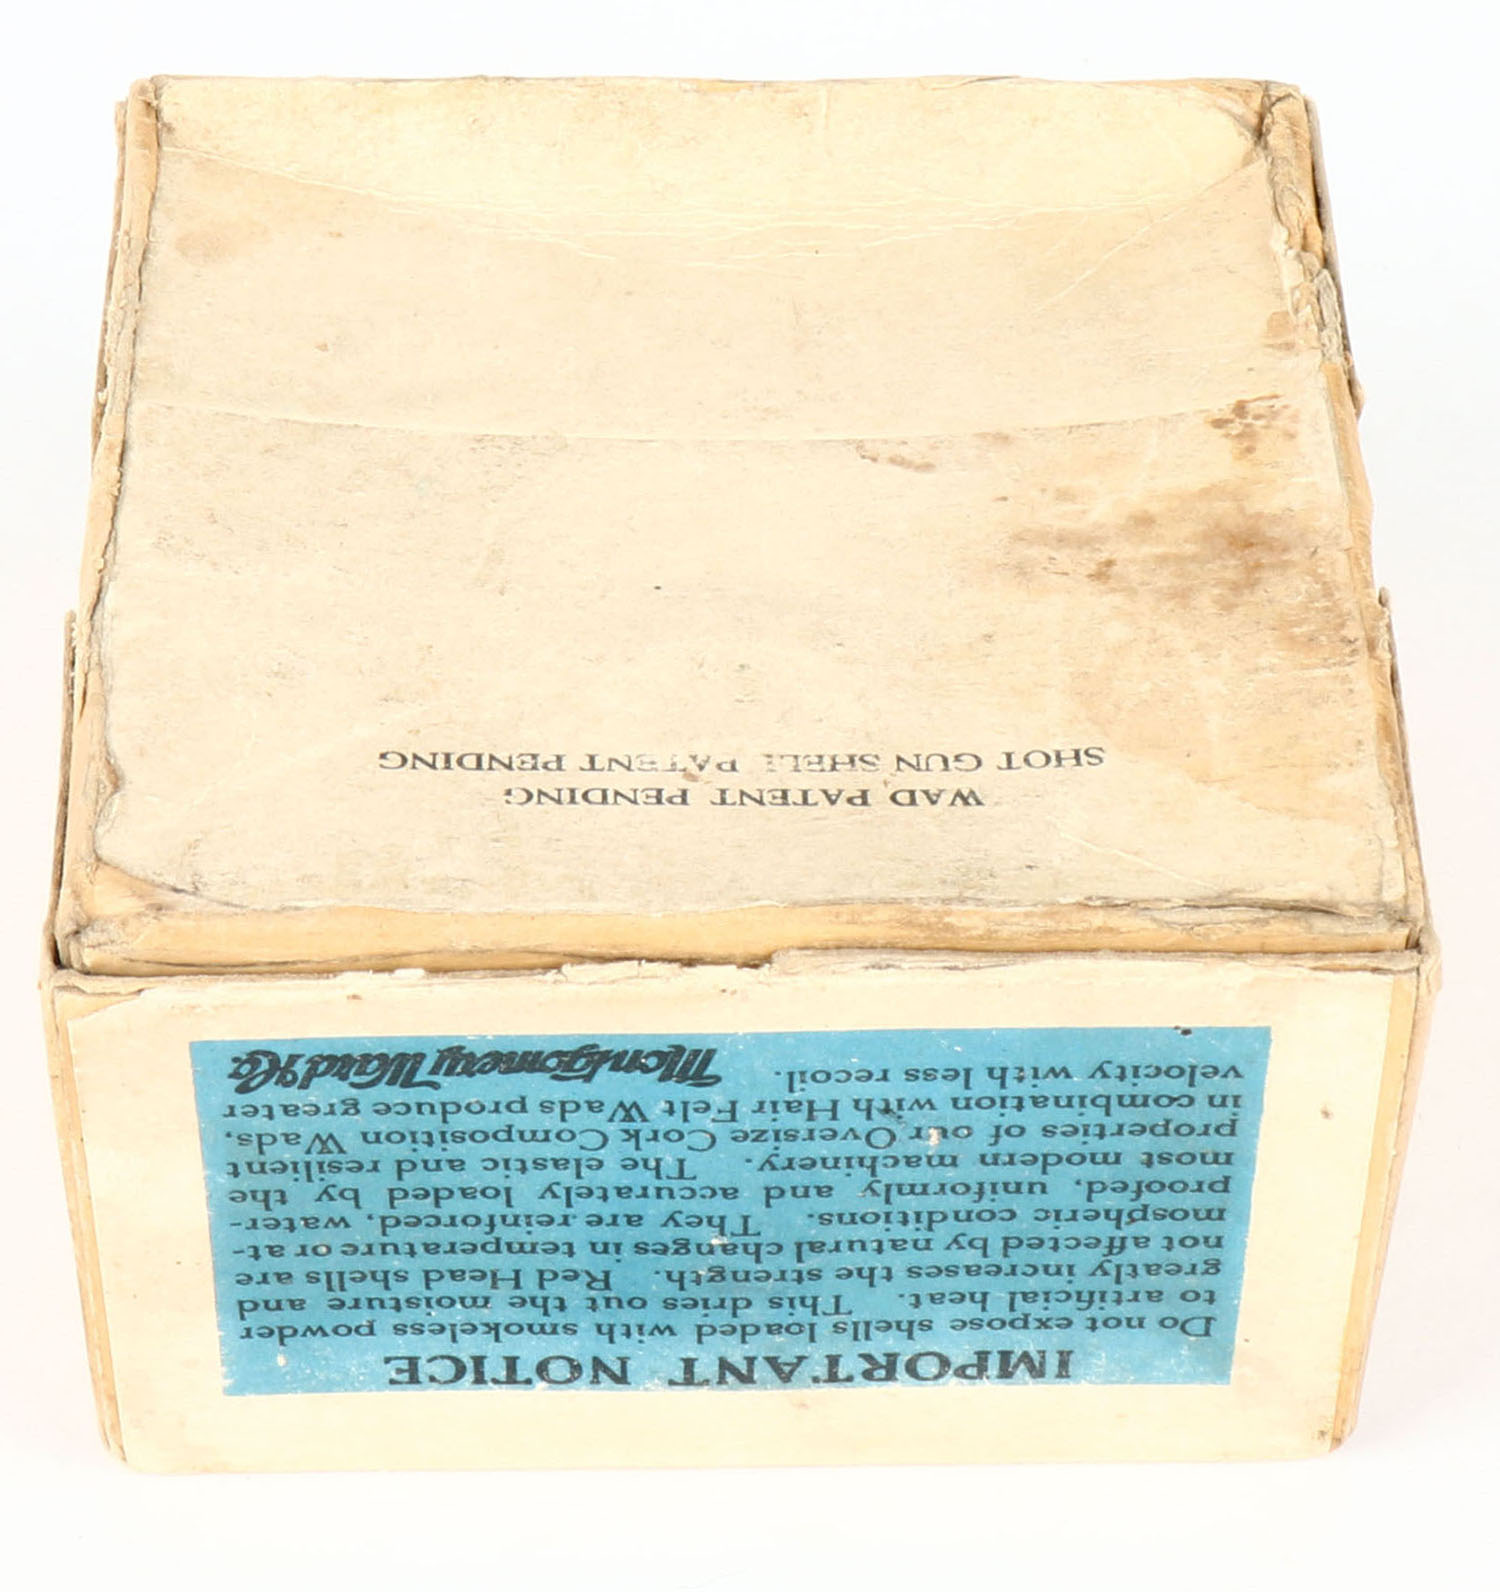 IMPORTANT NOTICE
Do not expose shells loaded with smokeless powder
to artificial heat. This dries out the moisture and
greatly increases the strength. Red Head shells are
not affected by natural changes in temperature or at-
mospheric conditions. They are reinforced, water-
proofed, uniformly and accurately loaded by the
most modern machinery. The elastic and resilient
properties of our Oversize Cork Composition Wads,
in combination with Hair Felt Wads produce greater
velocity with less recoil.
Montgomery Ward & Co.
WAD PATENT PENDING
SHOT GUN SHELL PATENT PENDING